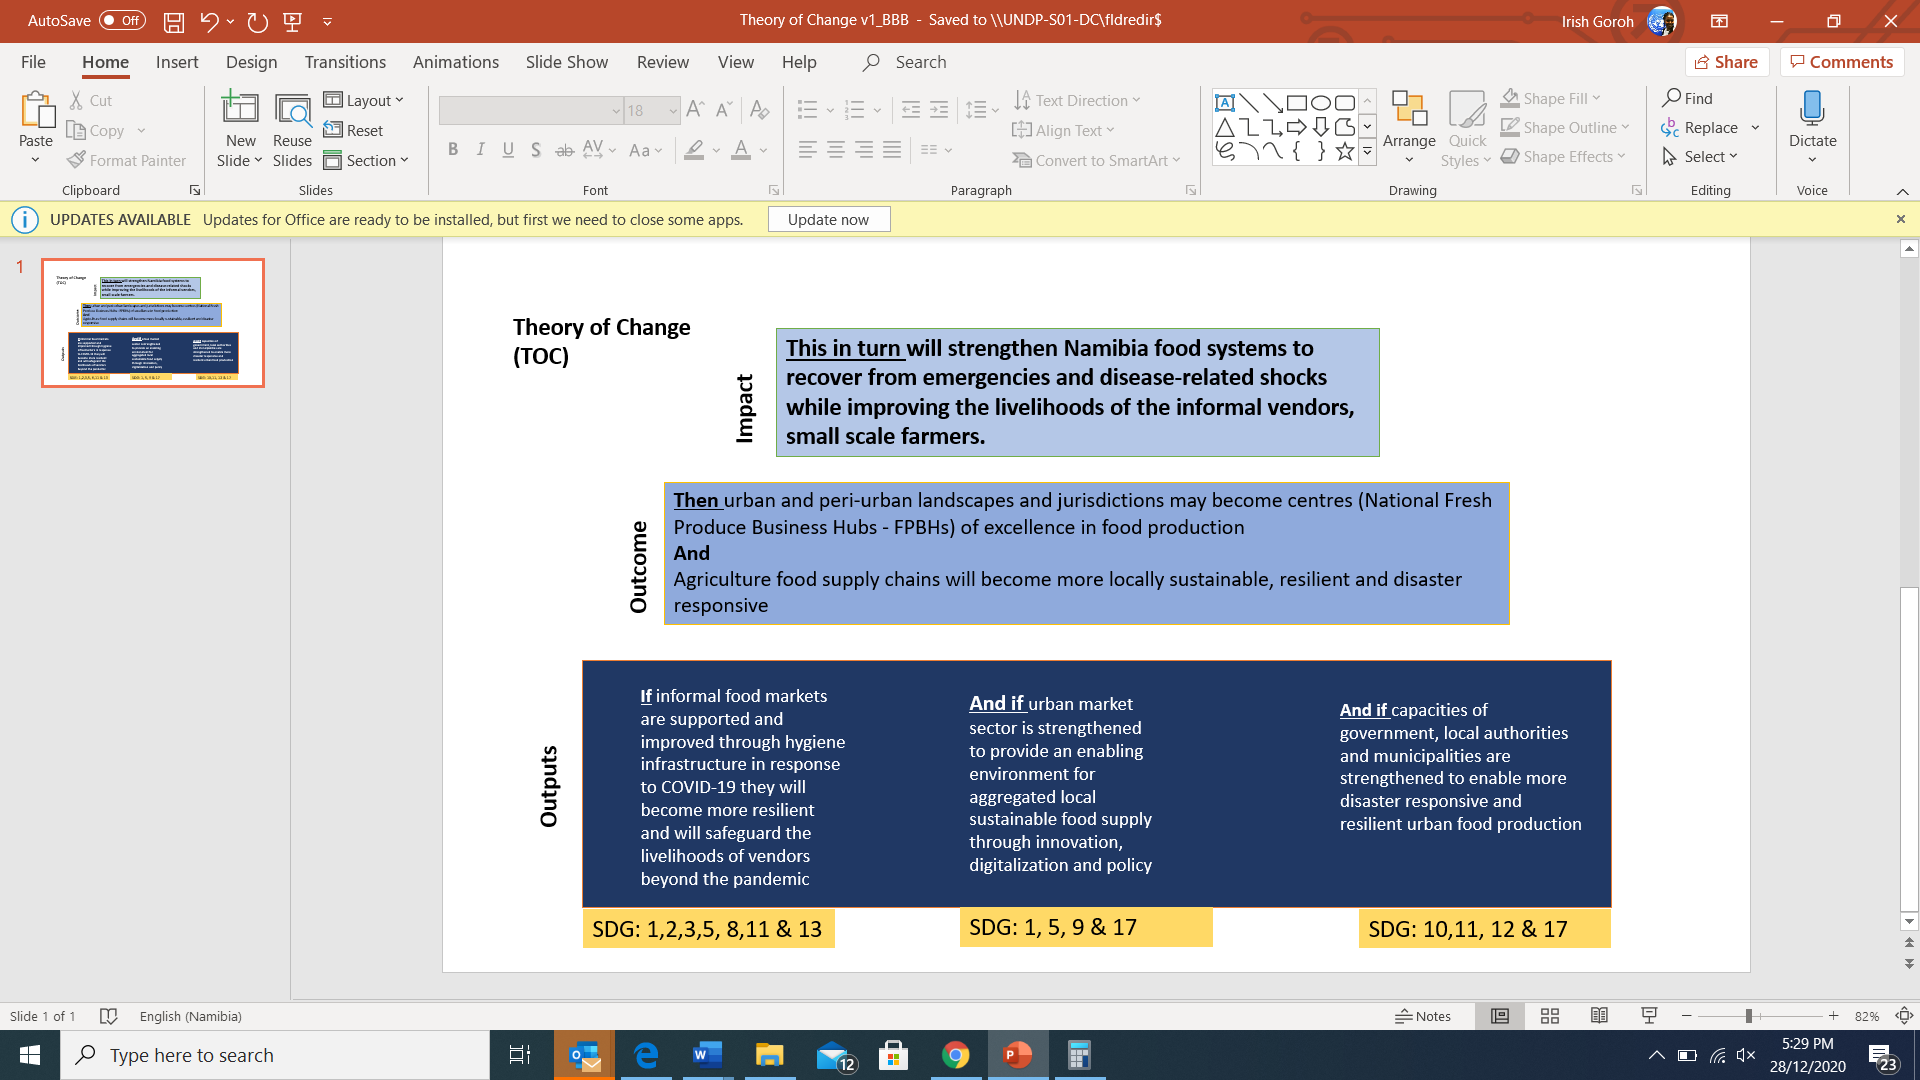 AutoSave Off Theory of Change v1_BBB - Saved to \\UNDP-S01-DC\fldredir$ Irish Goroh
File Home Insert Design Transitions Animations Slide Show Review View Help Search Share Comments
Paste
Cut
Copy
Format Painter
Clipboard
New
Slide
Reuse
Slides
Layout
Reset
Section
Slides
18
B I U S ab AV Aa A
Font
Text Direction
Align Text
Convert to SmartArt
Paragraph
Arrange
Quick
Styles
Shape Fill
Shape Outline
Shape Effects
Drawing
Find
Replace
Select
Editing
Dictate
Voice
UPDATES AVAILABLE Updates for Office are ready to be installed, but first we need to close some apps. Update now
1
Theory of Change
(TOC)
Impact
This in turn will strengthen Namibia food systems to
recover from emergencies and disease-related shocks
while improving the livelihoods of the informal vendors,
small scale farmers.
Outcome
Then urban and peri-urban landscapes and jurisdictions may become centres (National Fresh
Produce Business Hubs - FPBHs) of excellence in food production
And
Agriculture food supply chains will become more locally sustainable, resilient and disaster
responsive
Outputs
If informal food markets
are supported and
improved through hygiene
infrastructure in response
to COVID-19 they will
become more resilient
and will safeguard the
livelihoods of vendors
beyond the pandemic
And if urban market
sector is strengthened
to provide an enabling
environment for
aggregated local
sustainable food supply
through innovation,
digitalization and policy
And if capacities of
government, local authorities
and municipalities are
strengthened to enable more
disaster responsive and
resilient urban food production
SDG: 1,2,3,5, 8,11 & 13
SDG: 1, 5, 9 & 17
SDG: 10,11, 12 & 17
Slide 1 of 1 English (Namibia) Notes 82%
Type here to search
12
5:29 PM
28/12/2020
23